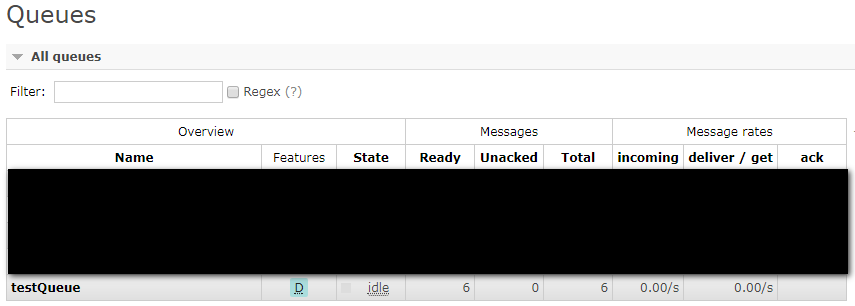 Queues
All queues
Filter: Regex (?)
Overview Messages Message rates
Name Features State Ready Unacked Total incoming deliver / get ack
testQueue D idle 6 0 6 0.00/s 0.00/s